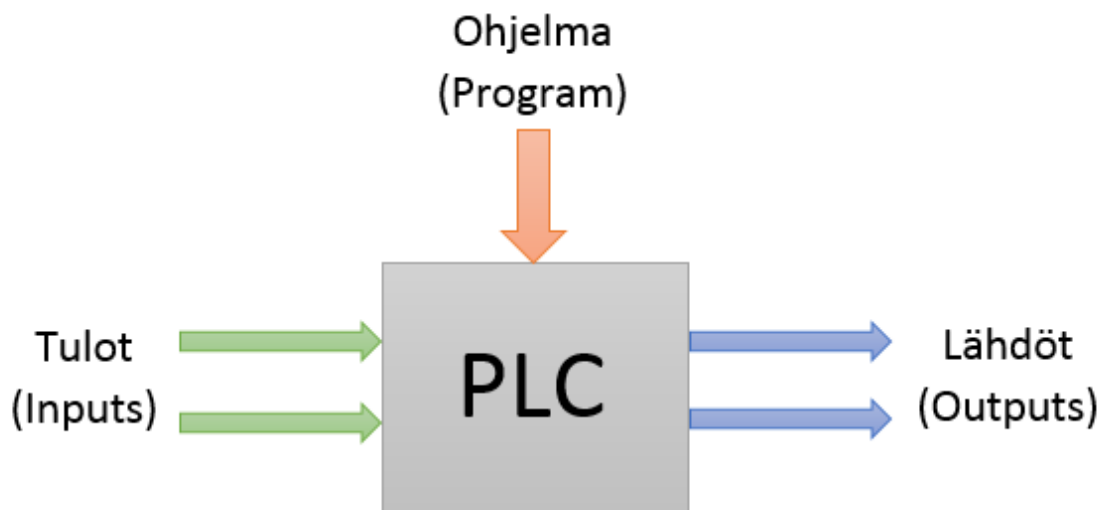 Ohjelma
(Program)
Tulot
(Inputs)
PLC
Lähdöt
(Outputs)